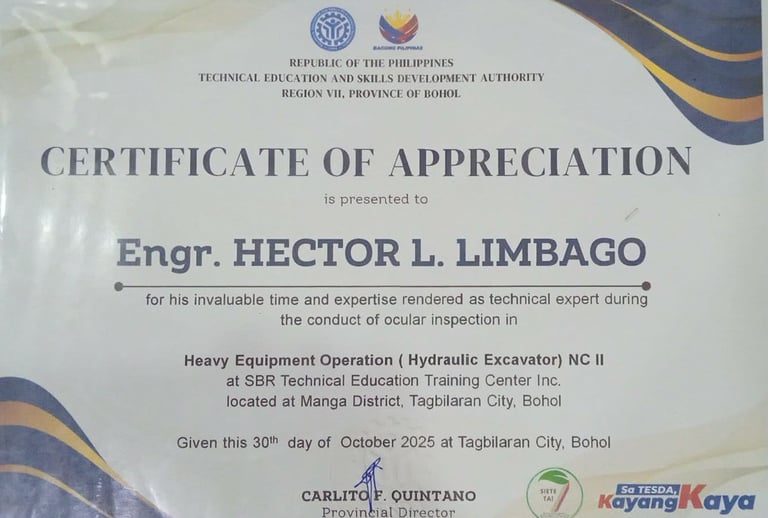 BAGONG PILIPINAS
REPUBLIC OF THE PHILIPPINES
TECHNICAL EDUCATION AND SKILLS DEVELOPMENT AUTHORITY
REGION VII, PROVINCE OF BOHOL
CERTIFICATE OF APPRECIATION
is presented to
Engr. HECTOR L. LIMBAGO
for his invaluable time and expertise rendered as technical expert during
the conduct of ocular inspection in
Heavy Equipment Operation ( Hydraulic Excavator) NC II
at SBR Technical Education Training Center Inc.
located at Manga District, Tagbilaran City, Bohol
Given this 30th day of October 2025 at Tagbilaran City, Bohol
CARLITO F. QUINTANO
Provincial Director
SIETE
TA!
7
Sa TESDA,
Kayang Kaya